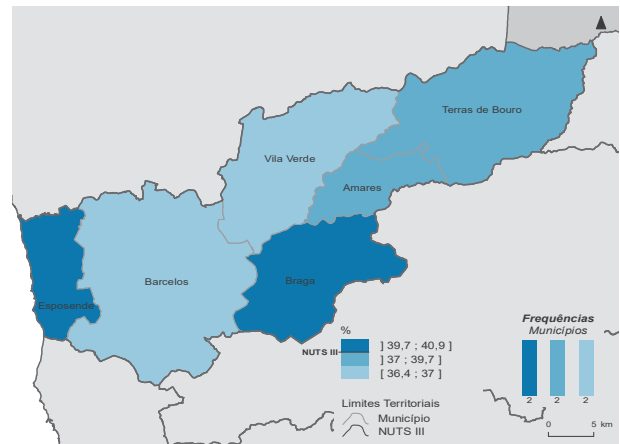 Terras de Bouro
Vila Verde
Amares
Barcelos
Braga
Esposende
%
NUTS III
] 39,7 ; 40,9 ]
] 37 ; 39,7 ]
[ 36,4 ; 37 ]
Limites Territoriais
Município
NUTS III
Frequências
Municípios
2 2 2
0 5 km